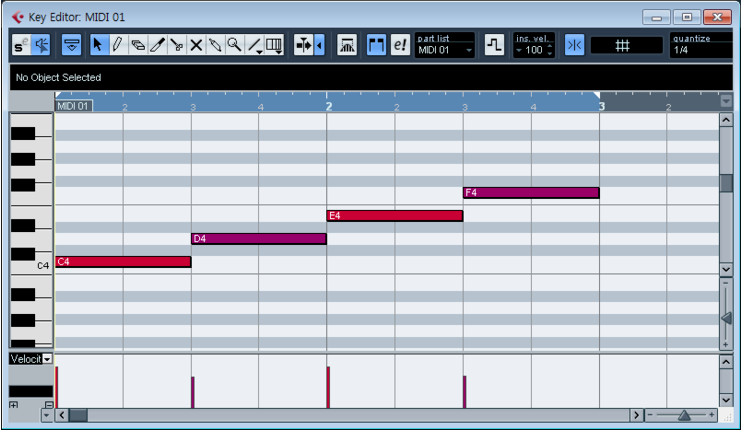 Key Editor: MIDI 01
part list
ins. vel.
quantize
MIDI 01
100
1/4
e!
No Object Selected
MIDI 01 2 3 4 2 2 3 4 3 2
F4
E4
D4
C4 C4
Velocit